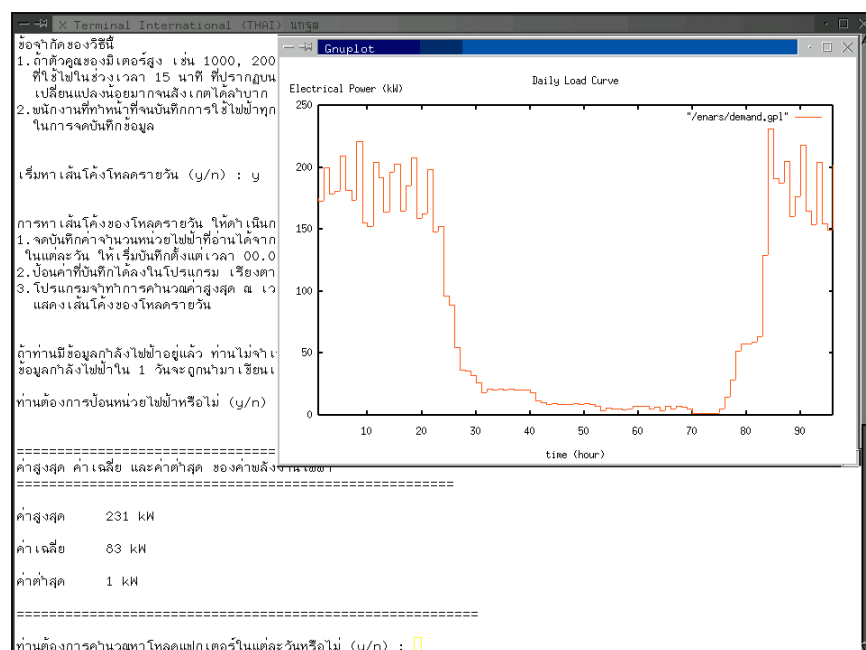 X Terminal International (THAI) นกรุฒ
ข้อจำกัดของวิธีนี้
1.ถ้าตัวคูณของมิเตอร์สูง เช่น 1000, 200
ที่ใช้ไฟในช่วงเวลา 15 นาที ที่ปรากฏบน
เปลี่ยนแปลงน้อยมากจนสังเกตได้ลำบาก
2.พนักงานที่ทำหน้าที่จนบันทึกการใช้ไฟฟ้าทุก
ในการจดบันทึกข้อมูล
เริ่มหาเส้นโค้งโหลดรายวัน (y/n) : y
การหาเส้นโค้งของโหลดรายวัน ให้ดำเนินก
1.จดบันทึกค่าจำนวนหน่วยไฟฟ้าที่อ่านได้จาก
ในแต่ละวัน ให้เริ่มบันทึกตั้งแต่เวลา 00.0
2.ป้อนค่าที่บันทึกได้ลงในโปรแกรม เรียงตา
3.โปรแกรมจาทำการคำนวณค่าสูงสุด ณ เว
แสดงเส้นโค้งของโหลดรายวัน
ถ้าท่านมีข้อมูลกำลังไฟฟ้าอยู่แล้ว ท่านไม่จำเ
ข้อมูลกำลังไฟฟ้าใน 1 วันจะถูกนำมาเขียนเ
ท่านต้องการป้อนหน่วยไฟฟ้าหรือไม่ (y/n)
Gnuplot
Daily Load Curve
Electrical Power (kW)
"/enars/demand.gpl"
250
200
150
100
50
0
10 20 30 40 50 60 70 80 90
time (hour)
ค่าสูงสุด ค่าเฉลี่ย และค่าต่ำสุด ของค่าพลังงานไฟฟ้า
ค่าสูงสุด 231 kW
ค่าเฉลี่ย 83 kW
ค่าต่ำสุด 1 kW
ท่านต้องการคำนวณหาโหลดแฟกเตอร์ในแต่ละวันหรือไม่ (y/n) :